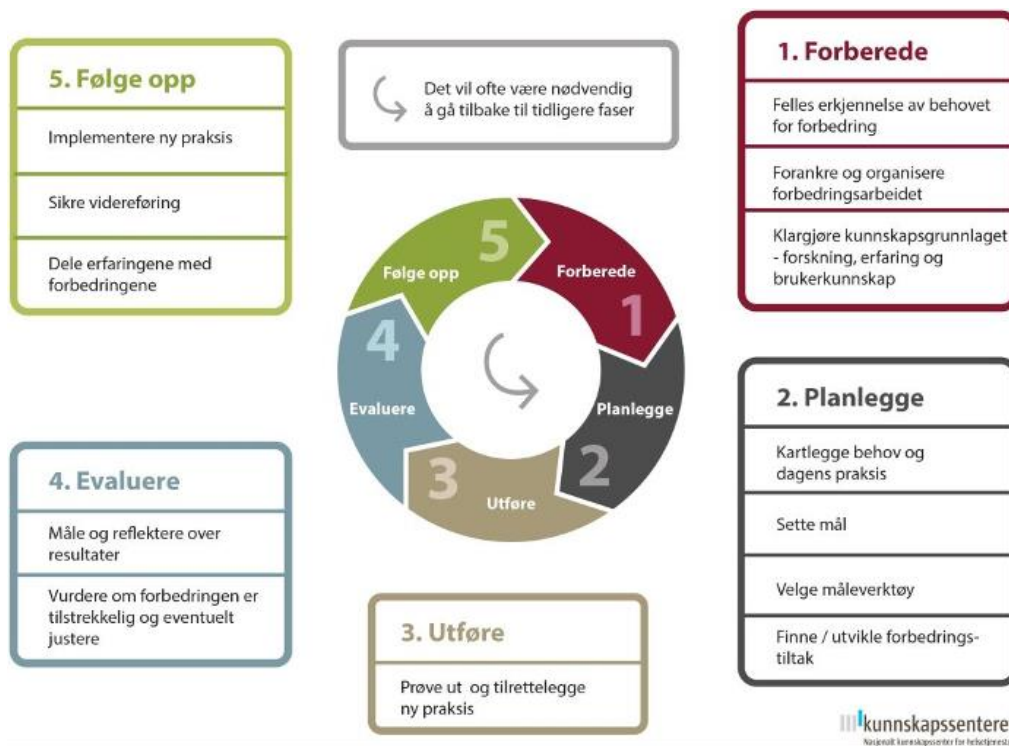 5. Følge opp
Implementere ny praksis
Sikre videreføring
Dele erfaringene med
forbedringene
Det vil ofte være nødvendig
å gå tilbake til tidligere faser
1. Forberede
Felles erkjennelse av behovet
for forbedring
Forankre og organisere
forbedringsarbeidet
Klargjøre kunnskapsgrunnlaget
- forskning, erfaring og
brukerkunnskap
5
Følge opp
Forberede
1
4
Evaluere
Planlegge
2
3
Utføre
2. Planlegge
Kartlegge behov og
dagens praksis
Sette mål
Velge måleverktøy
Finne / utvikle forbedrings-
tiltak
4. Evaluere
Måle og reflektere over
resultater
Vurdere om forbedringen er
tilstrekkelig og eventuelt
justere
3. Utføre
Prøve ut og tilrettelegge
ny praksis
kunnskapssentere
Nasjonalt kunnskapssenter for helsetjenest